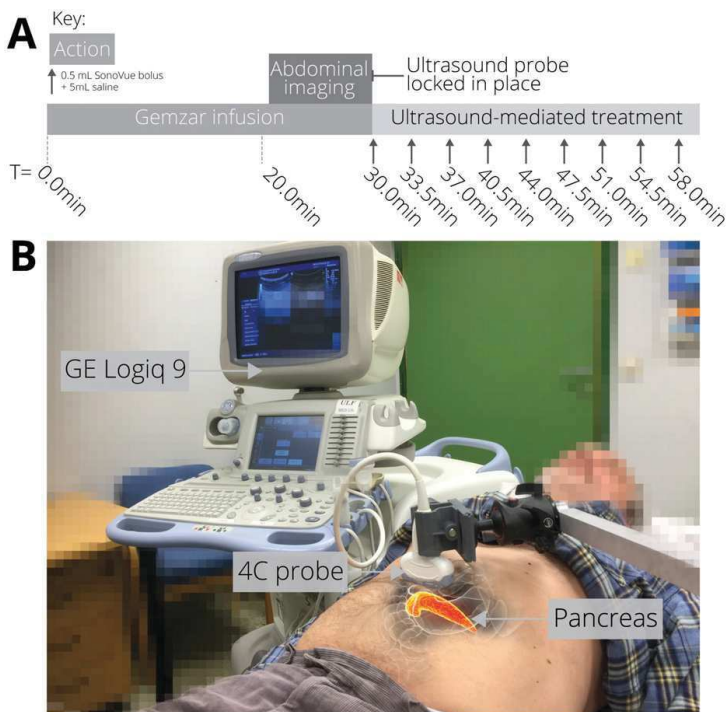 A
Key:
Action
0.5 mL SonoVue bolus
+ 5mL saline
Abdominal
imaging
Ultrasound probe
locked in place
Gemzar infusion
Ultrasound-mediated treatment
T=
0.0min
20.0min
30.0min
33.5min
37.0min
40.5min
44.0min
47.5min
51.0min
54.5min
58.0min
B
GE Logiq 9
ULF
4C probe
Pancreas